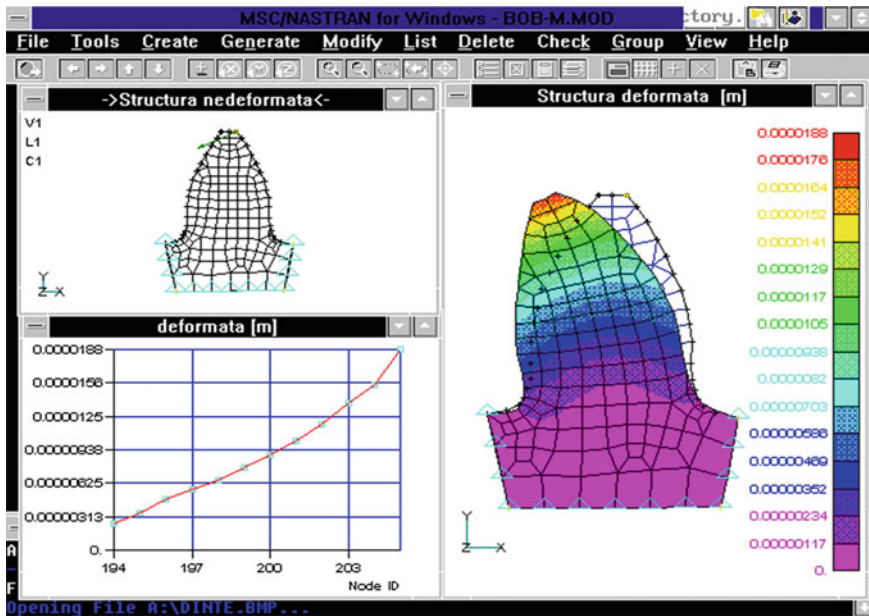 MSC/NASTRAN for Windows - BOB-M.MOD
ctory.
File Tools Create Generate Modify List Delete Check Group View Help
->Structura nedeformata<-
V1
L1
C1
Y
Z X
deformata [m]
0.0000188
0.0000156
0.0000125
0.00000938
0.00000625
0.00000313
0.
194 197 200 203
Node ID
Structura deformata [m]
0.0000188
0.0000176
0.0000164
0.0000152
0.0000141
0.0000129
0.0000117
0.0000105
0.00000938
0.0000082
0.00000703
0.00000586
0.00000469
0.00000352
0.00000234
0.00000117
0.
Y
Z X
A
F
Opening File A:\DINTE.BMP...